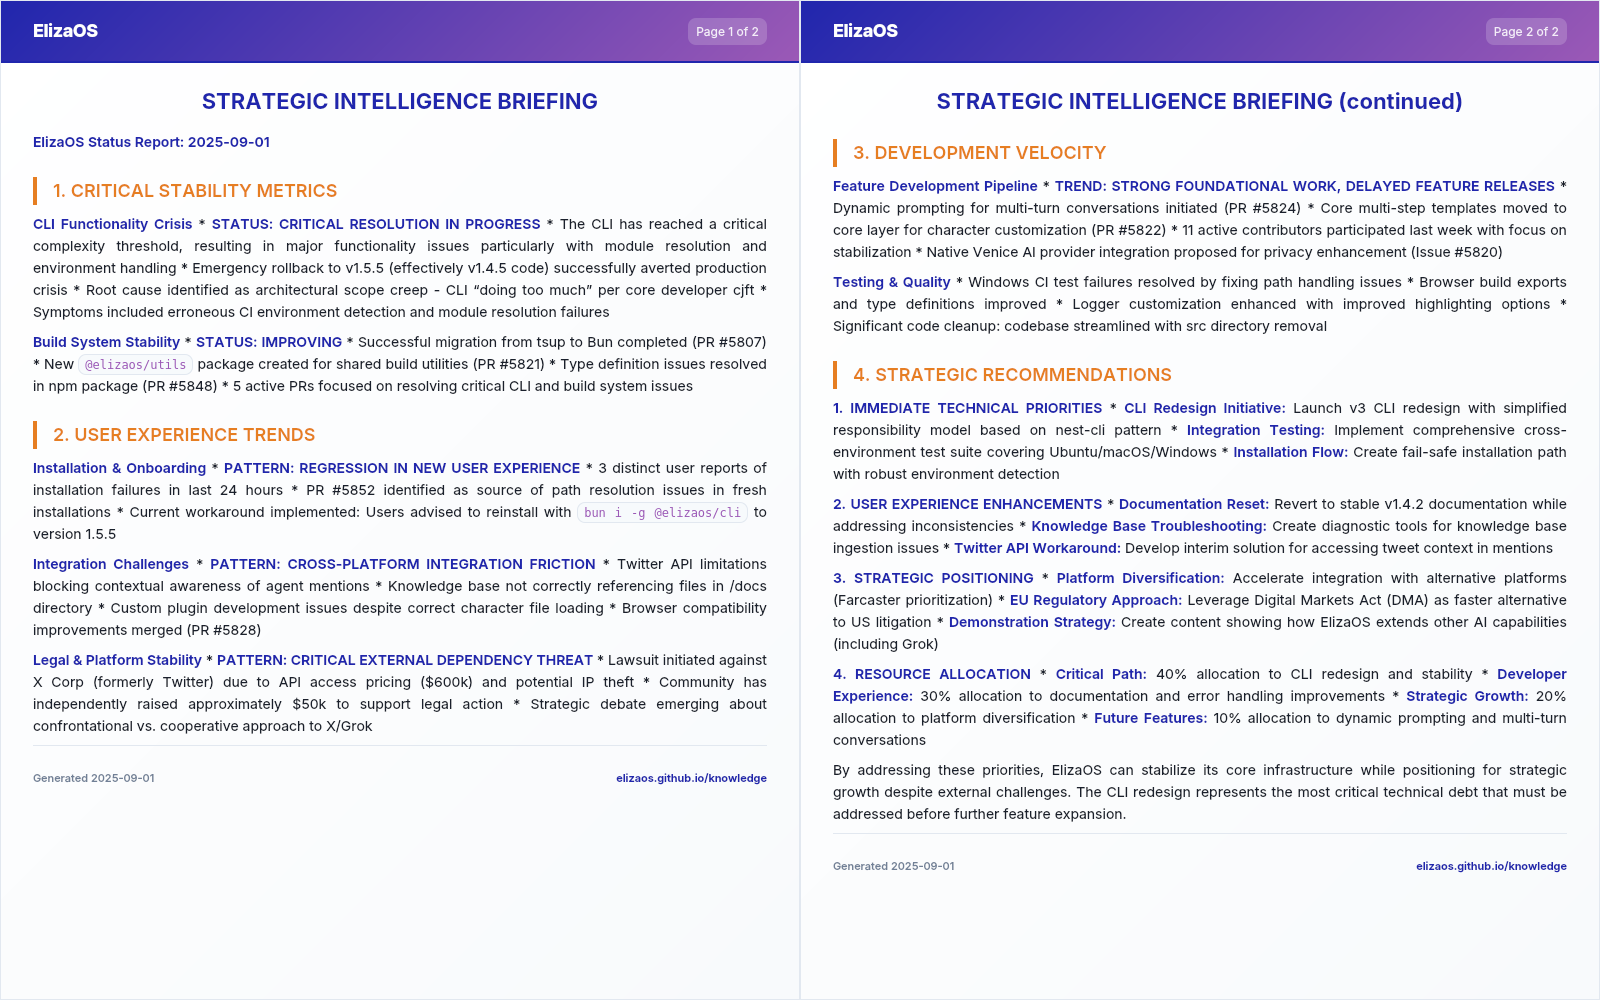 ElizaOS
Page 1 of 2
STRATEGIC INTELLIGENCE BRIEFING
ElizaOS Status Report: 2025-09-01
1. CRITICAL STABILITY METRICS
CLI Functionality Crisis * STATUS: CRITICAL RESOLUTION IN PROGRESS * The CLI has reached a critical
complexity threshold, resulting in major functionality issues particularly with module resolution and
environment handling * Emergency rollback to v1.5.5 (effectively v1.4.5 code) successfully averted production
crisis * Root cause identified as architectural scope creep - CLI “doing too much” per core developer cjft *
Symptoms included erroneous CI environment detection and module resolution failures
Build System Stability * STATUS: IMPROVING * Successful migration from tsup to Bun completed (PR #5807)
* New @elizaos/utils package created for shared build utilities (PR #5821) * Type definition issues resolved
in npm package (PR #5848) * 5 active PRs focused on resolving critical CLI and build system issues
2. USER EXPERIENCE TRENDS
Installation & Onboarding * PATTERN: REGRESSION IN NEW USER EXPERIENCE * 3 distinct user reports of
installation failures in last 24 hours * PR #5852 identified as source of path resolution issues in fresh
installations * Current workaround implemented: Users advised to reinstall with bun i -g @elizaos/cli to
version 1.5.5
Integration Challenges * PATTERN: CROSS-PLATFORM INTEGRATION FRICTION * Twitter API limitations
blocking contextual awareness of agent mentions * Knowledge base not correctly referencing files in /docs
directory * Custom plugin development issues despite correct character file loading * Browser compatibility
improvements merged (PR #5828)
Legal & Platform Stability * PATTERN: CRITICAL EXTERNAL DEPENDENCY THREAT * Lawsuit initiated against
X Corp (formerly Twitter) due to API access pricing ($600k) and potential IP theft * Community has
independently raised approximately $50k to support legal action * Strategic debate emerging about
confrontational vs. cooperative approach to X/Grok
Generated 2025-09-01
elizaos.github.io/knowledge
ElizaOS
Page 2 of 2
STRATEGIC INTELLIGENCE BRIEFING (continued)
3. DEVELOPMENT VELOCITY
Feature Development Pipeline * TREND: STRONG FOUNDATIONAL WORK, DELAYED FEATURE RELEASES *
Dynamic prompting for multi-turn conversations initiated (PR #5824) * Core multi-step templates moved to
core layer for character customization (PR #5822) * 11 active contributors participated last week with focus on
stabilization * Native Venice AI provider integration proposed for privacy enhancement (Issue #5820)
Testing & Quality * Windows CI test failures resolved by fixing path handling issues * Browser build exports
and type definitions improved * Logger customization enhanced with improved highlighting options *
Significant code cleanup: codebase streamlined with src directory removal
4. STRATEGIC RECOMMENDATIONS
1. IMMEDIATE TECHNICAL PRIORITIES * CLI Redesign Initiative: Launch v3 CLI redesign with simplified
responsibility model based on nest-cli pattern * Integration Testing: Implement comprehensive cross-
environment test suite covering Ubuntu/macOS/Windows * Installation Flow: Create fail-safe installation path
with robust environment detection
2. USER EXPERIENCE ENHANCEMENTS * Documentation Reset: Revert to stable v1.4.2 documentation while
addressing inconsistencies * Knowledge Base Troubleshooting: Create diagnostic tools for knowledge base
ingestion issues * Twitter API Workaround: Develop interim solution for accessing tweet context in mentions
3. STRATEGIC POSITIONING * Platform Diversification: Accelerate integration with alternative platforms
(Farcaster prioritization) * EU Regulatory Approach: Leverage Digital Markets Act (DMA) as faster alternative
to US litigation * Demonstration Strategy: Create content showing how ElizaOS extends other AI capabilities
(including Grok)
4. RESOURCE ALLOCATION * Critical Path: 40% allocation to CLI redesign and stability * Developer
Experience: 30% allocation to documentation and error handling improvements * Strategic Growth: 20%
allocation to platform diversification * Future Features: 10% allocation to dynamic prompting and multi-turn
conversations
By addressing these priorities, ElizaOS can stabilize its core infrastructure while positioning for strategic
growth despite external challenges. The CLI redesign represents the most critical technical debt that must be
addressed before further feature expansion.
Generated 2025-09-01
elizaos.github.io/knowledge